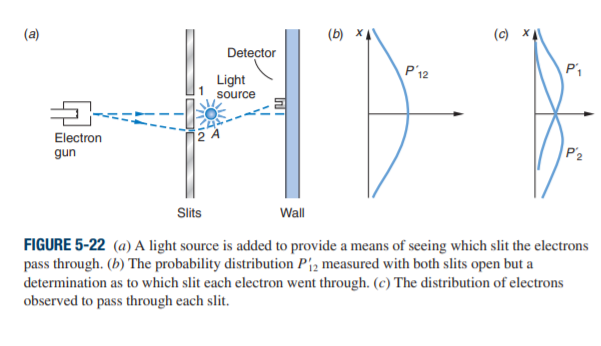 (a)
Detector
Light
source
1
2 A
Electron
gun
Slits
Wall
(b) x
P′12
(c) x
P′1
P′2
FIGURE 5-22 (a) A light source is added to provide a means of seeing which slit the electrons
pass through. (b) The probability distribution P′12 measured with both slits open but a
determination as to which slit each electron went through. (c) The distribution of electrons
observed to pass through each slit.